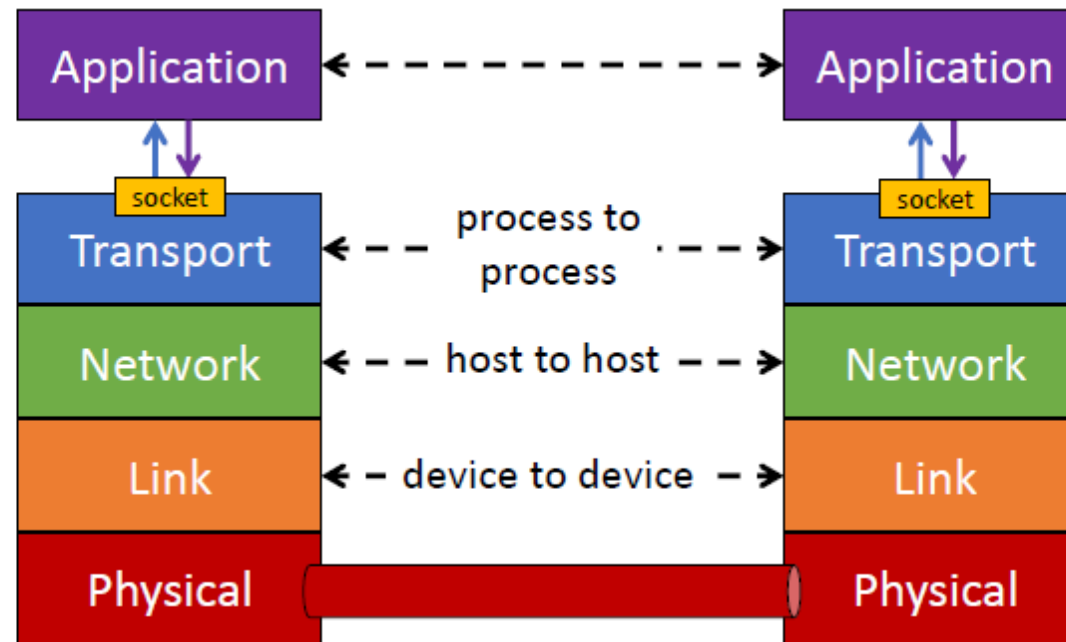 Application
Application
socket
socket
Transport
process to
process
Transport
Network
host to host
Network
Link
device to device
Link
Physical
Physical